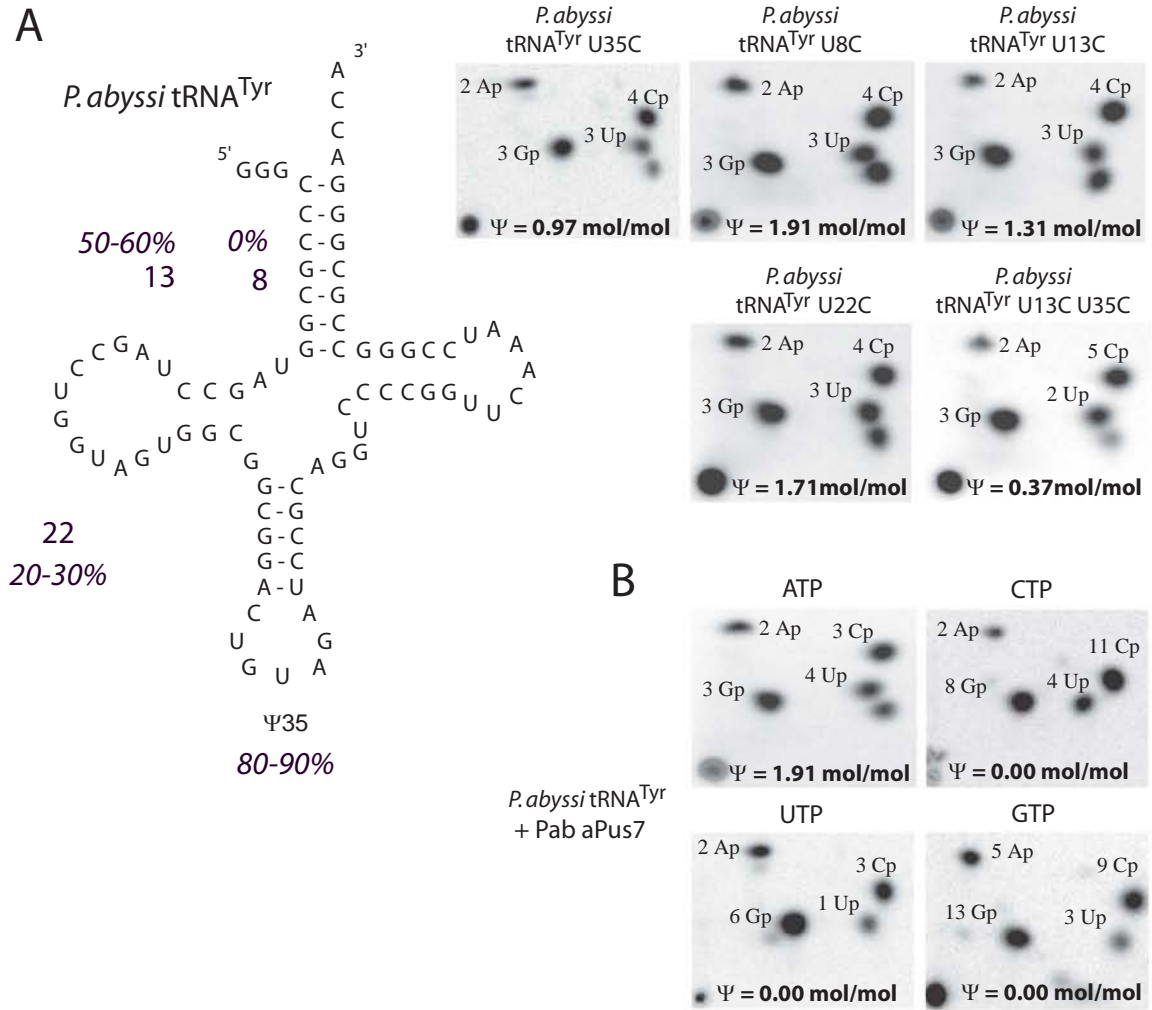 A
P. abyssi tRNATyr
3'
A
C
C
A
5'
GGG
C - G
C - G
C - G
G - C
C - G
G - C
G - C
50-60%
0%
13
8
U A G C C
U A G C C U
G G U A G U G G C
G G G C C U A A A
C C C C G G U U C A
U G G A
G
G - C
C - G
G - C
G - C
A - U
C A
U G
G U A
Ψ35
80-90%
22
20-30%
P. abyssi
tRNATyr U35C
2 Ap
4 Cp
3 Up
3 Gp
Ψ = 0.97 mol/mol
P. abyssi
tRNATyr U8C
2 Ap
4 Cp
3 Up
3 Gp
Ψ = 1.91 mol/mol
P. abyssi
tRNATyr U13C
2 Ap
4 Cp
3 Up
3 Gp
Ψ = 1.31 mol/mol
P. abyssi
tRNATyr U22C
2 Ap
4 Cp
3 Up
3 Gp
Ψ = 1.71mol/mol
P. abyssi
tRNATyr U13C U35C
2 Ap
5 Cp
2 Up
3 Gp
Ψ = 0.37mol/mol
B
P. abyssi tRNATyr
+ Pab aPus7
ATP
2 Ap
3 Cp
4 Up
3 Gp
Ψ = 1.91 mol/mol
CTP
2 Ap
11 Cp
8 Gp
4 Up
Ψ = 0.00 mol/mol
UTP
2 Ap
3 Cp
1 Up
6 Gp
Ψ = 0.00 mol/mol
GTP
5 Ap
9 Cp
13 Gp
3 Up
Ψ = 0.00 mol/mol